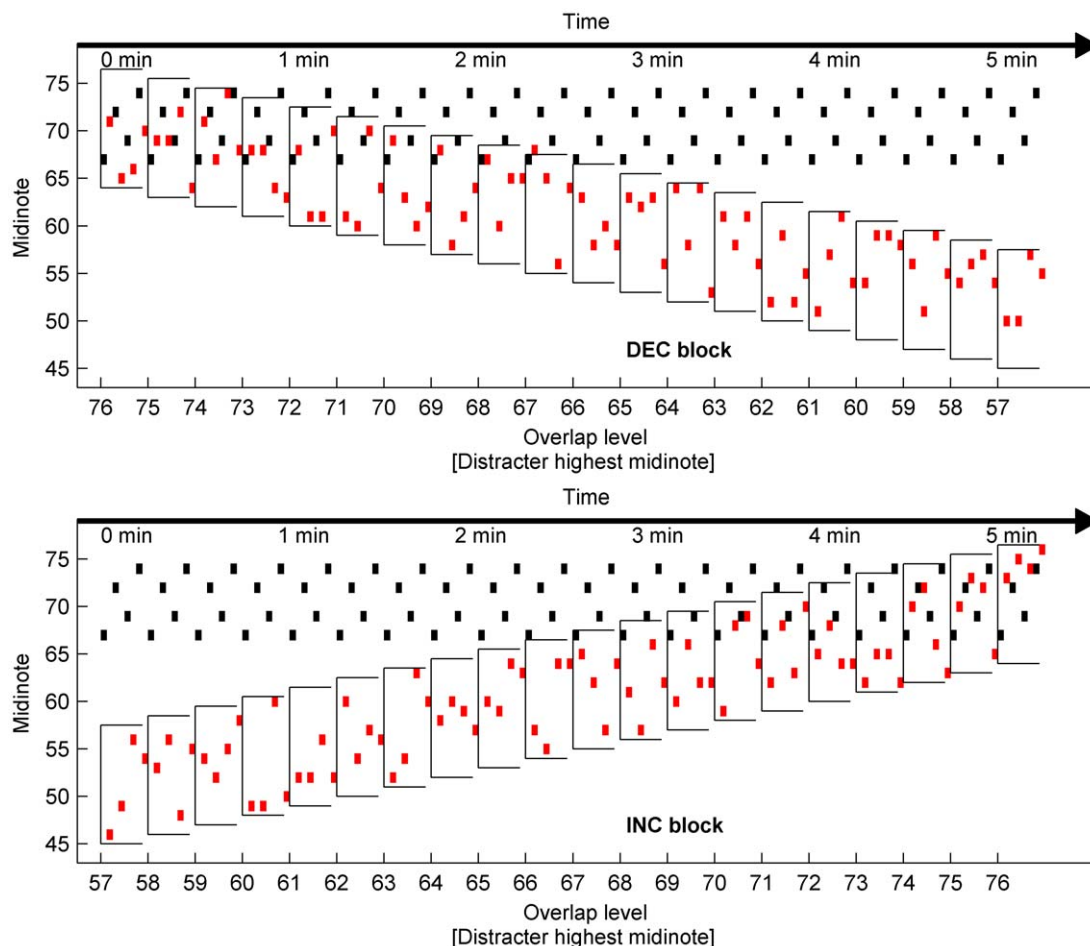 Time
0 min 1 min 2 min 3 min 4 min 5 min
75
70
65
60
55
50
45
Midinote
DEC block
76 75 74 73 72 71 70 69 68 67 66 65 64 63 62 61 60 59 58 57
Overlap level
[Distracter highest midinote]
Time
0 min 1 min 2 min 3 min 4 min 5 min
75
70
65
60
55
50
45
Midinote
INC block
57 58 59 60 61 62 63 64 65 66 67 68 69 70 71 72 73 74 75 76
Overlap level
[Distracter highest midinote]